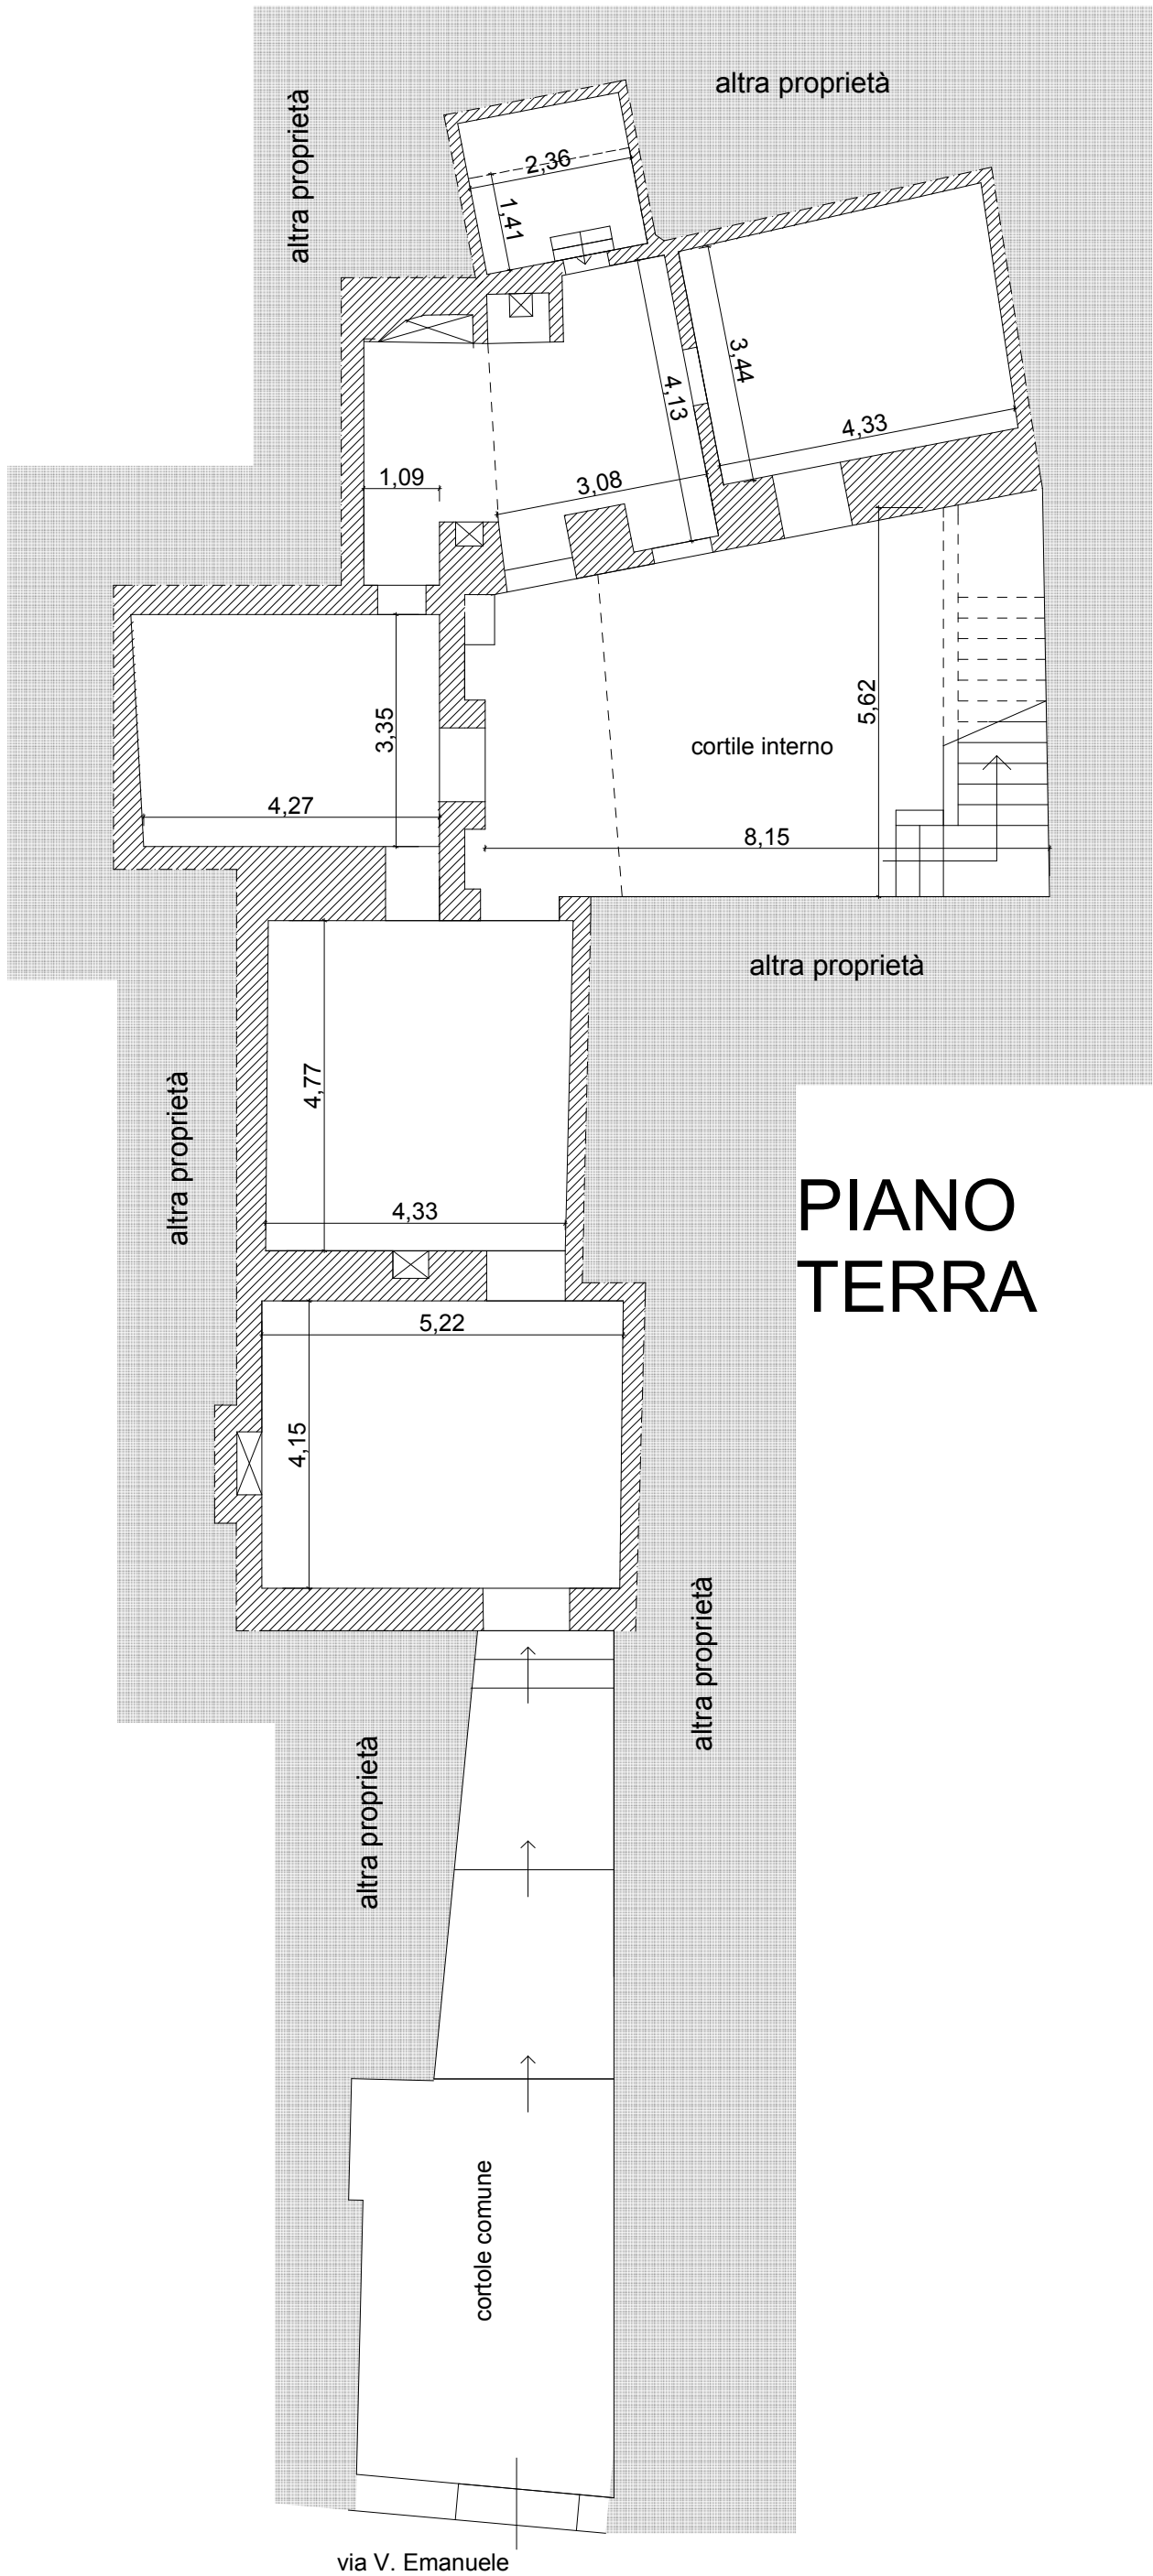 altra proprietà
altra proprietà
2,36
1,41
3,44
4,13
4,33
1,09
3,08
5,62
3,35
cortile interno
4,27
8,15
altra proprietà
4,77
altra proprietà
4,33
PIANO
TERRA
5,22
4,15
altra proprietà
altra proprietà
cortole comune
via V. Emanuele